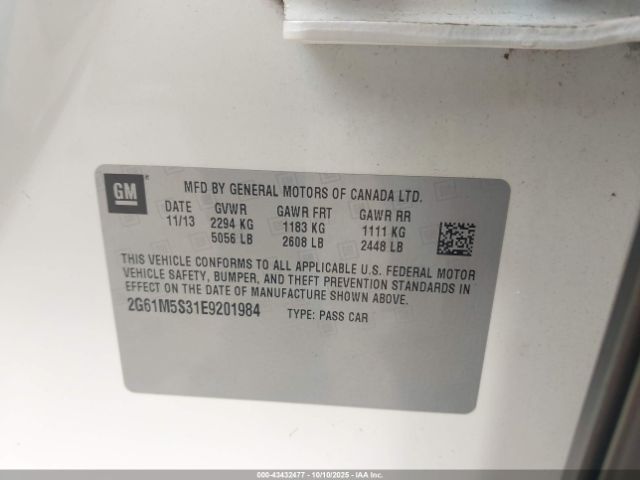 GM
MFD BY GENERAL MOTORS OF CANADA LTD.
DATE GVWR GAWR FRT GAWR RR
11/13 2294 KG 1183 KG 1111 KG
5056 LB 2608 LB 2448 LB
THIS VEHICLE CONFORMS TO ALL APPLICABLE U.S. FEDERAL MOTOR
VEHICLE SAFETY, BUMPER, AND THEFT PREVENTION STANDARDS IN
EFFECT ON THE DATE OF MANUFACTURE SHOWN ABOVE.
2G61M5S31E9201984 TYPE: PASS CAR
000-43432477 - 10/10/2025 - IAA Inc.